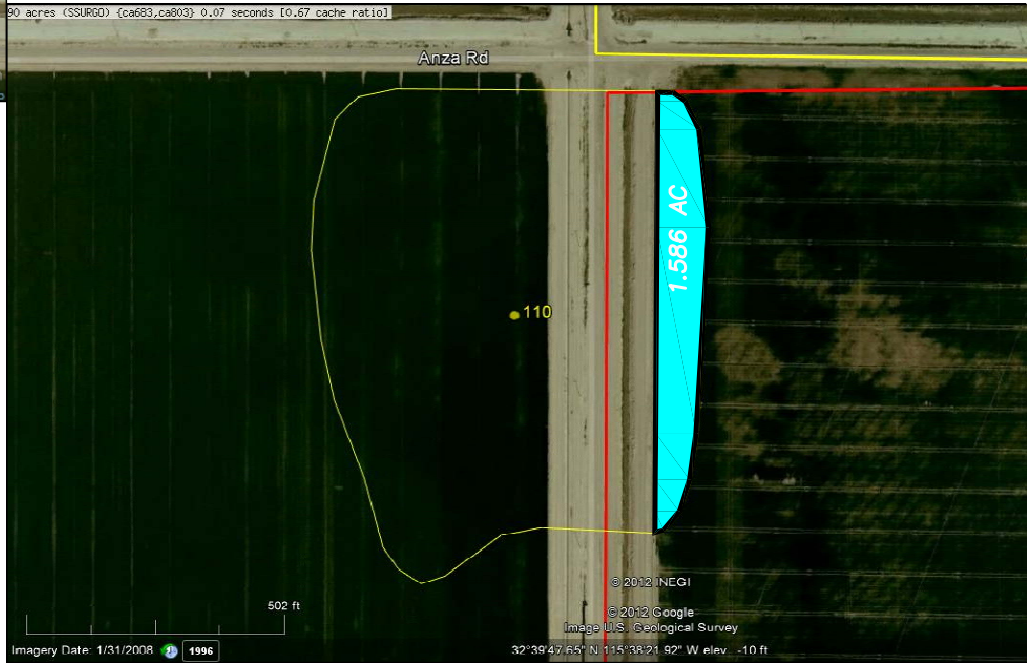 90 acres (SSURGO) {ca683,ca803} 0.07 seconds [0.67 cache ratio]
Anza Rd
1.586 AC
110
© 2012 INEGI
502 ft
© 2012 Google
Image U.S. Geological Survey
Imagery Date: 1/31/2008 1996 32°39'47.65" N 115°38'21.92" W elev -10 ft